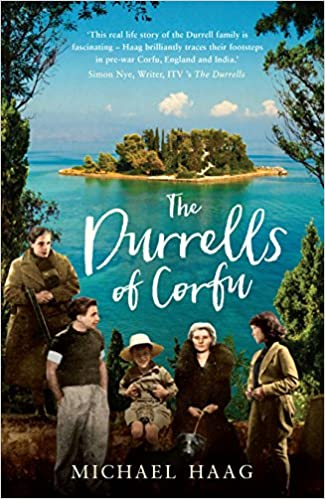 'This real life story of the Durrell family is
fascinating – Haag brilliantly traces their footsteps
in pre-war Corfu, England and India.'
Simon Nye, Writer, ITV 's The Durrells
The
Durrells
of Corfu
MICHAEL HAAG